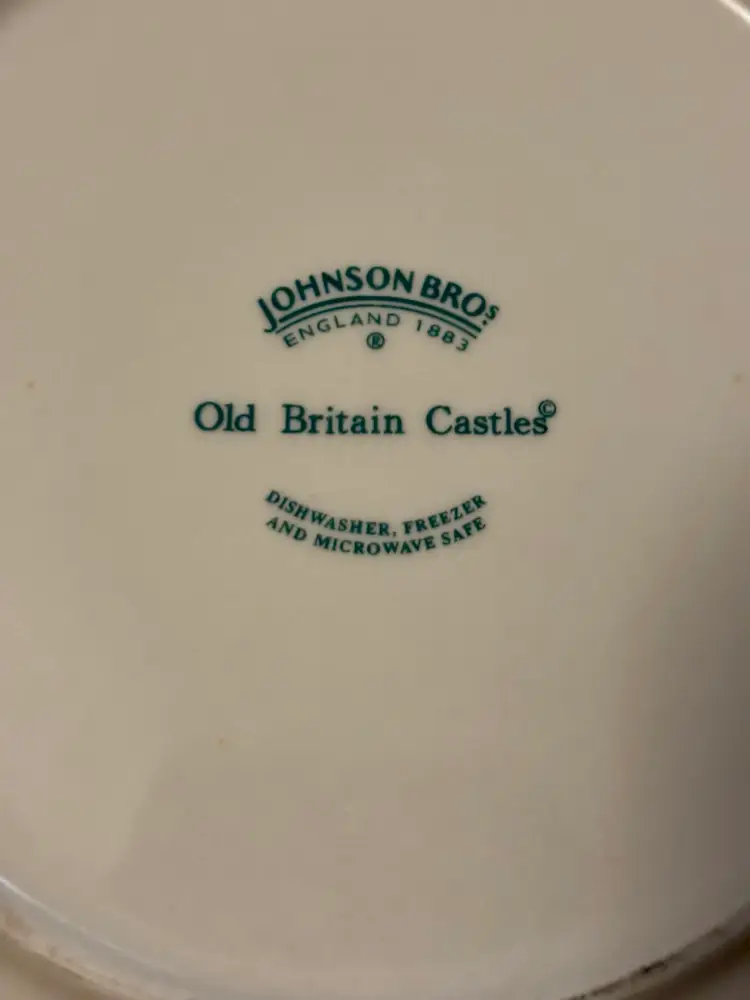 JOHNSON BROS
ENGLAND 1883
®
Old Britain Castles©
DISHWASHER, FREEZER
AND MICROWAVE SAFE